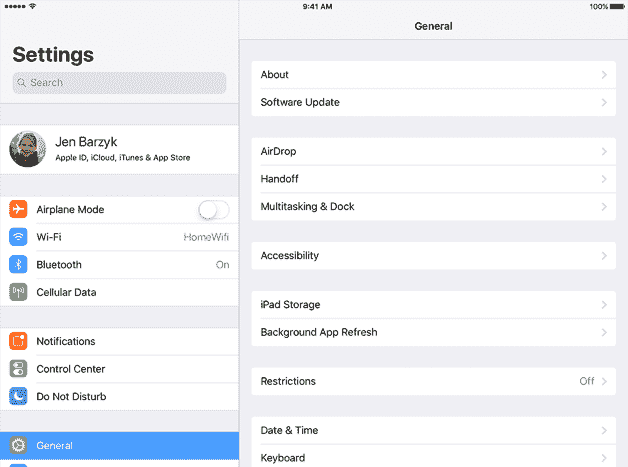 9:41 AM
100%
Settings
Search
Jen Barzyk
Apple ID, iCloud, iTunes & App Store
Airplane Mode
Wi-Fi HomeWifi
Bluetooth On
Cellular Data
Notifications
Control Center
Do Not Disturb
General
General
About
Software Update
AirDrop
Handoff
Multitasking & Dock
Accessibility
iPad Storage
Background App Refresh
Restrictions Off
Date & Time
Keyboard